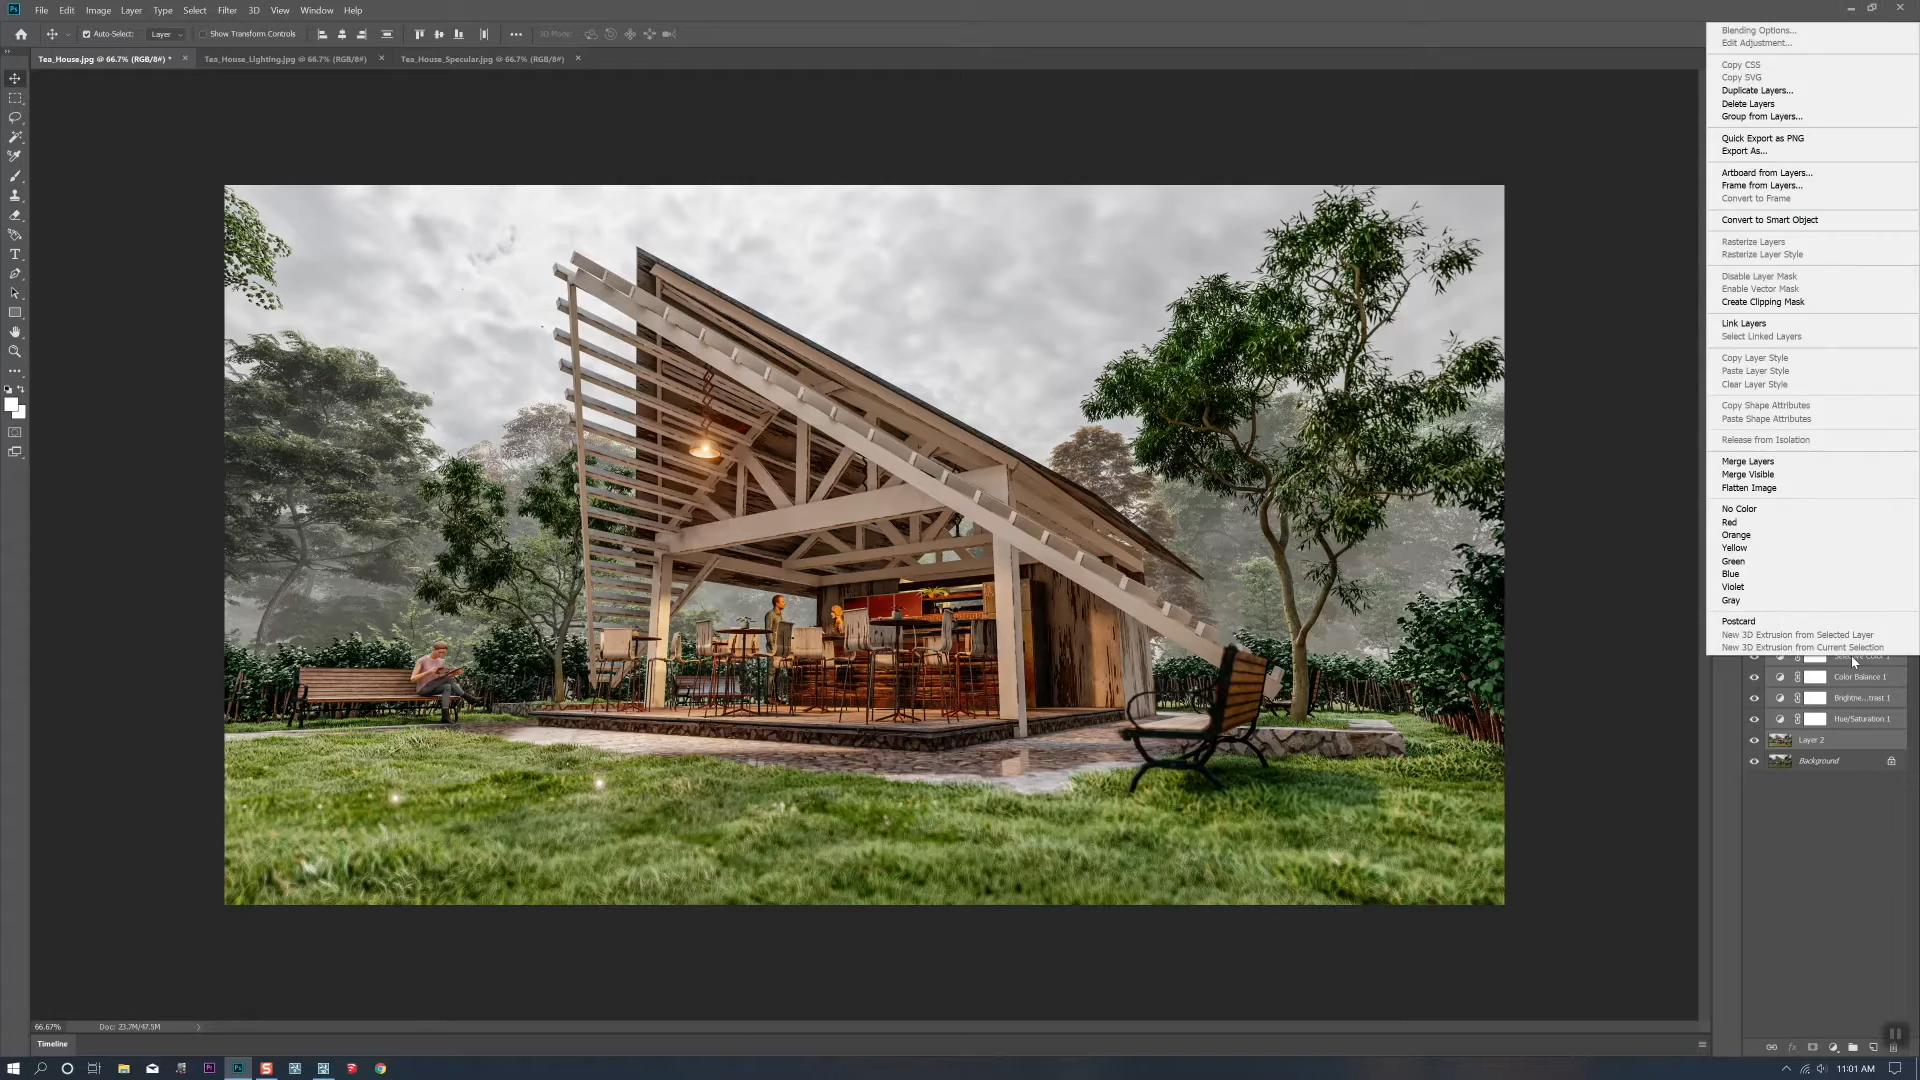 Ps File Edit Image Layer Type Select Filter 3D View Window Help
Auto-Select: Layer Show Transform Controls 3D Mode:
Tea_House.jpg @ 66.7% (RGB/8#) * Tea_House_Lighting.jpg @ 66.7% (RGB/8#) Tea_House_Specular.jpg @ 66.7% (RGB/8#)
Blending Options...
Edit Adjustment...
Copy CSS
Copy SVG
Duplicate Layers...
Delete Layers
Group from Layers...
Quick Export as PNG
Export As...
Artboard from Layers...
Frame from Layers...
Convert to Frame
Convert to Smart Object
Rasterize Layers
Rasterize Layer Style
Disable Layer Mask
Enable Vector Mask
Create Clipping Mask
Link Layers
Select Linked Layers
Copy Layer Style
Paste Layer Style
Clear Layer Style
Copy Shape Attributes
Paste Shape Attributes
Release from Isolation
Merge Layers
Merge Visible
Flatten Image
No Color
Red
Orange
Yellow
Green
Blue
Violet
Gray
Postcard
New 3D Extrusion from Selected Layer
New 3D Extrusion from Current Selection
Selective Color 1
Color Balance 1
Brightne...trast 1
Hue/Saturation 1
Layer 2
Background
66.67% Doc: 23.7M/47.5M
Timeline
fx
11:01 AM